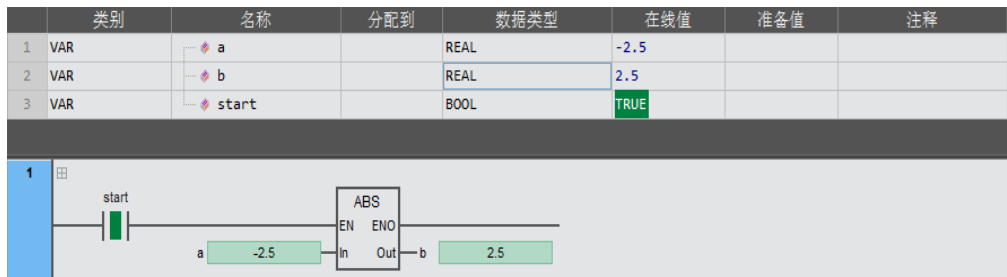 类别 名称 分配到 数据类型 在线值 准备值 注释
1 VAR a REAL -2.5
2 VAR b REAL 2.5
3 VAR start BOOL TRUE
1
start
ABS
EN ENO
a -2.5 In Out b 2.5